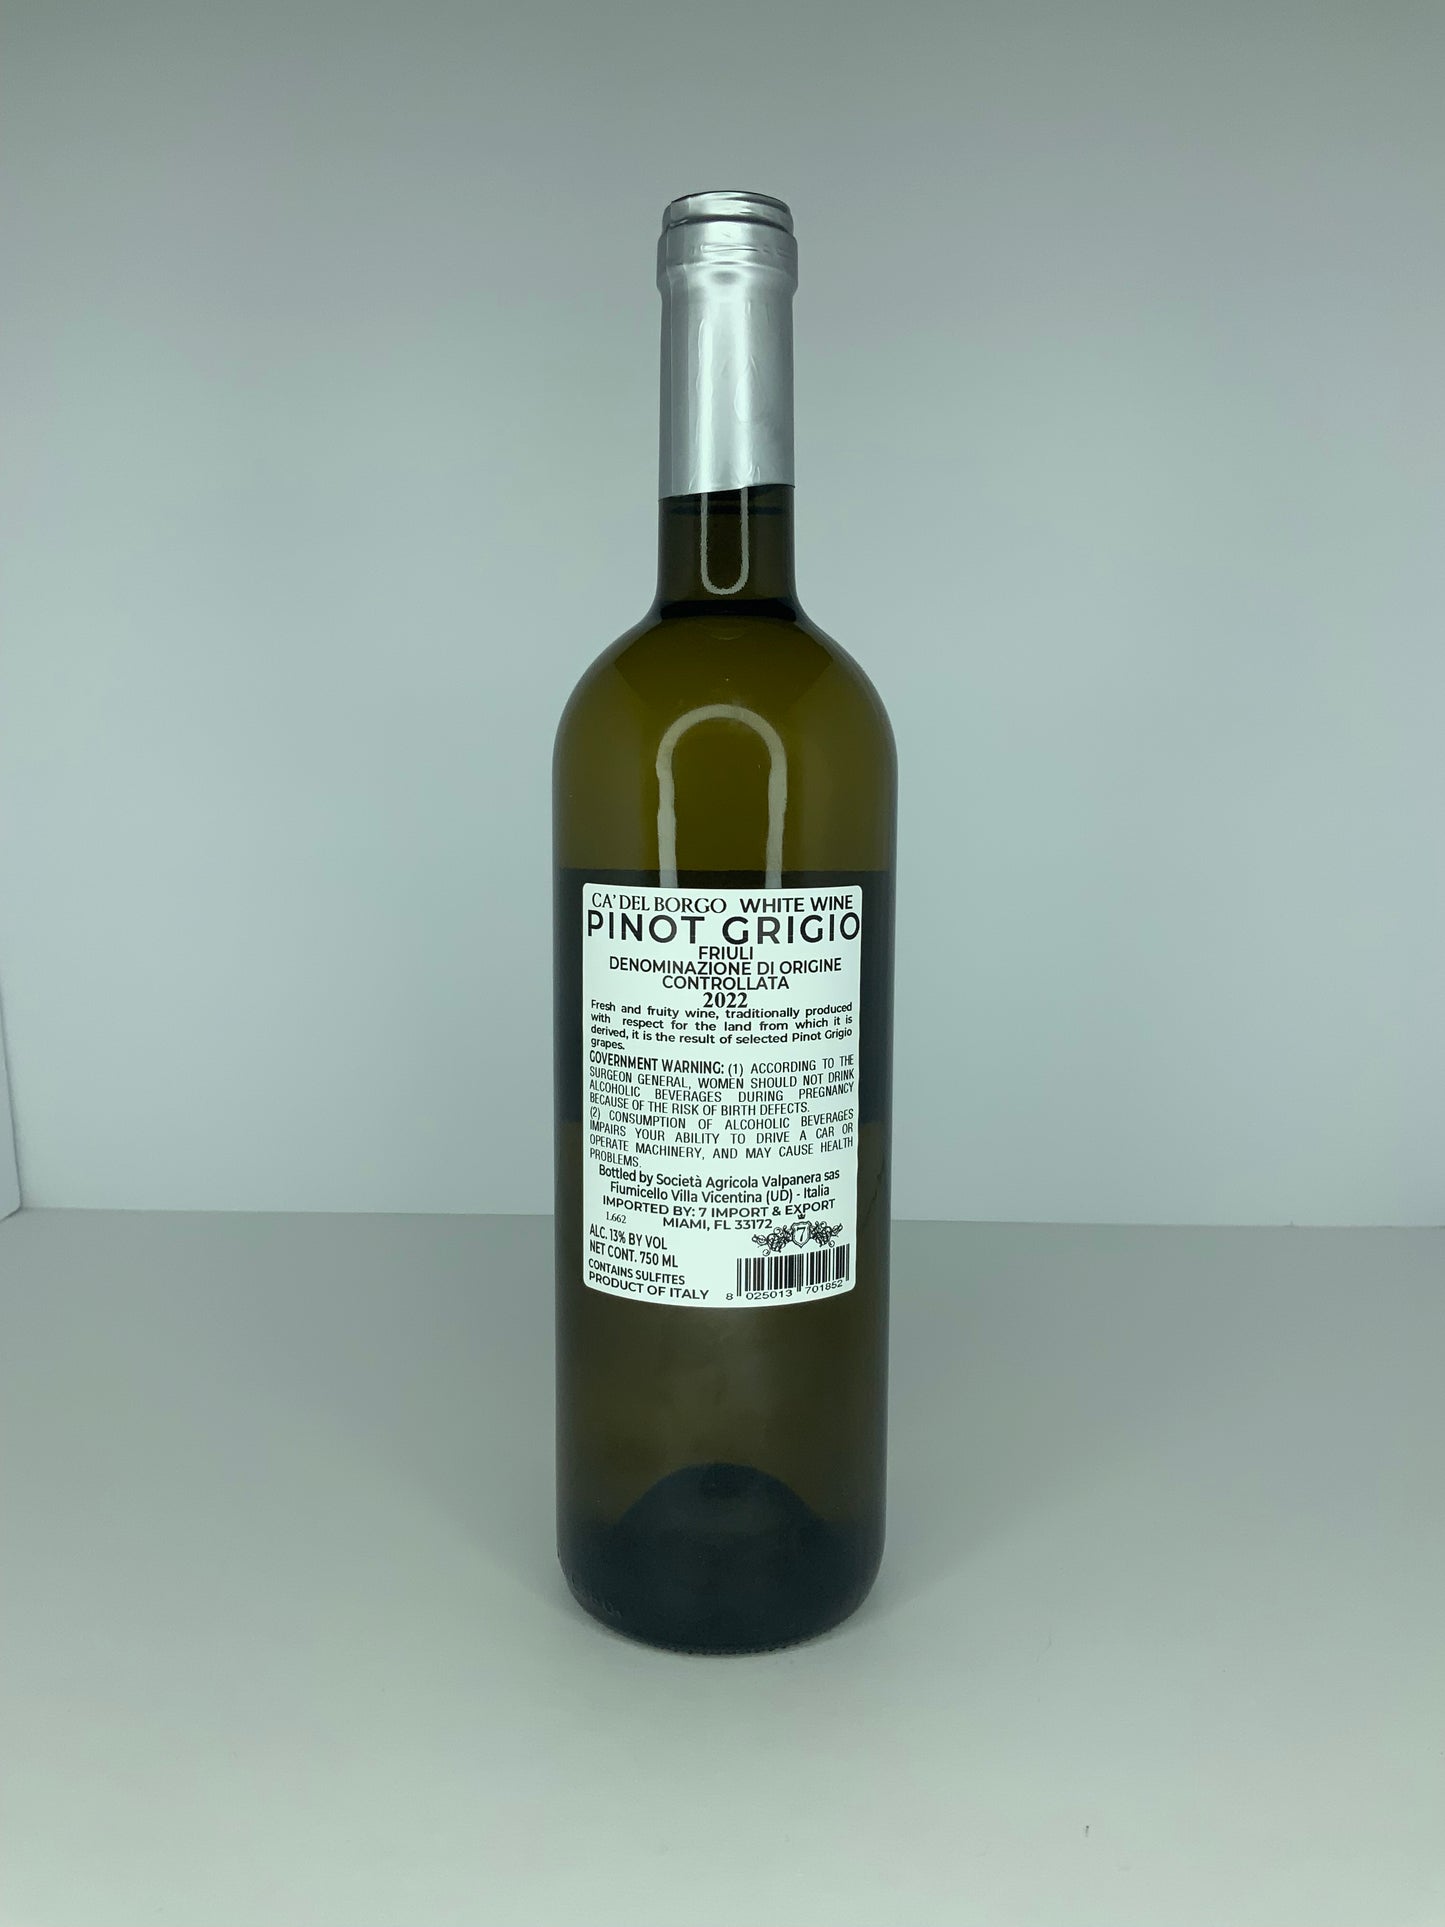 CA' DEL BORGO WHITE WINE
PINOT GRIGIO
FRIULI
DENOMINAZIONE DI ORIGINE
CONTROLLATA
2022
Fresh and fruity wine, traditionally produced
with respect for the land from which it is
derived, it is the result of selected Pinot Grigio
grapes.
GOVERNMENT WARNING: (1) ACCORDING TO THE
SURGEON GENERAL, WOMEN SHOULD NOT DRINK
ALCOHOLIC BEVERAGES DURING PREGNANCY
BECAUSE OF THE RISK OF BIRTH DEFECTS.
(2) CONSUMPTION OF ALCOHOLIC BEVERAGES
IMPAIRS YOUR ABILITY TO DRIVE A CAR OR
OPERATE MACHINERY, AND MAY CAUSE HEALTH
PROBLEMS.
Bottled by Società Agricola Valpanera sas
Fiumicello Villa Vicentina (UD) - Italia
IMPORTED BY: 7 IMPORT & EXPORT
MIAMI, FL 33172
L662
7
ALC. 13% BY VOL
NET CONT. 750 ML
CONTAINS SULFITES
PRODUCT OF ITALY
8 025013 701852